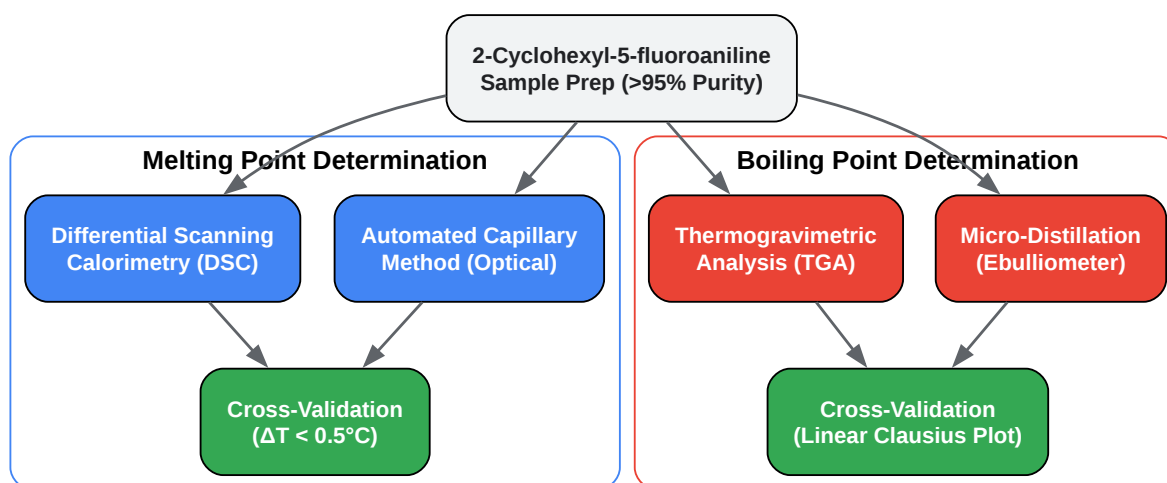 2-Cyclohexyl-5-fluoroaniline
Sample Prep (>95% Purity)
Melting Point Determination
Boiling Point Determination
Differential Scanning
Calorimetry (DSC)
Automated Capillary
Method (Optical)
Thermogravimetric
Analysis (TGA)
Micro-Distillation
(Ebulliometer)
Cross-Validation
(ΔT < 0.5°C)
Cross-Validation
(Linear Clausius Plot)